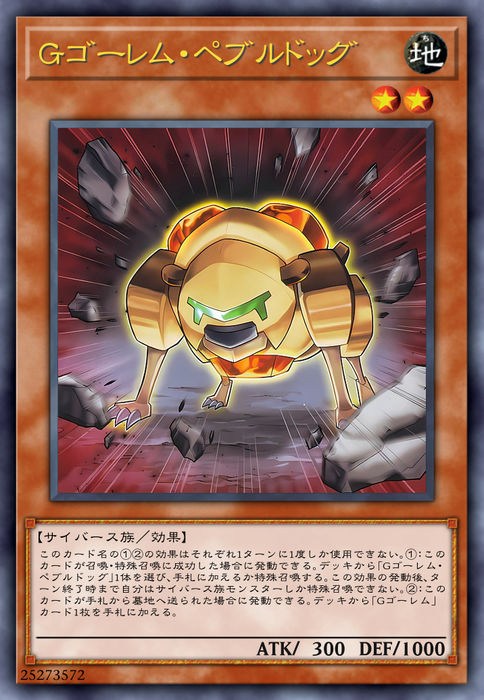 Gゴーレム・ペブルドッグ
地
ち
【サイバース族／効果】
このカード名の①②の効果はそれぞれ1ターンに1度しか使用できない。①：この
カードが召喚・特殊召喚に成功した場合に発動できる。デッキから「Gゴーレム・
ペブルドッグ」1体を選び、手札に加えるか特殊召喚する。この効果の発動後、タ
ーン終了時まで自分はサイバース族モンスターしか特殊召喚できない。②：この
カードが手札から墓地へ送られた場合に発動できる。デッキから「Gゴーレム」
カード1枚を手札に加える。
ATK/ 300 DEF/1000
25273572